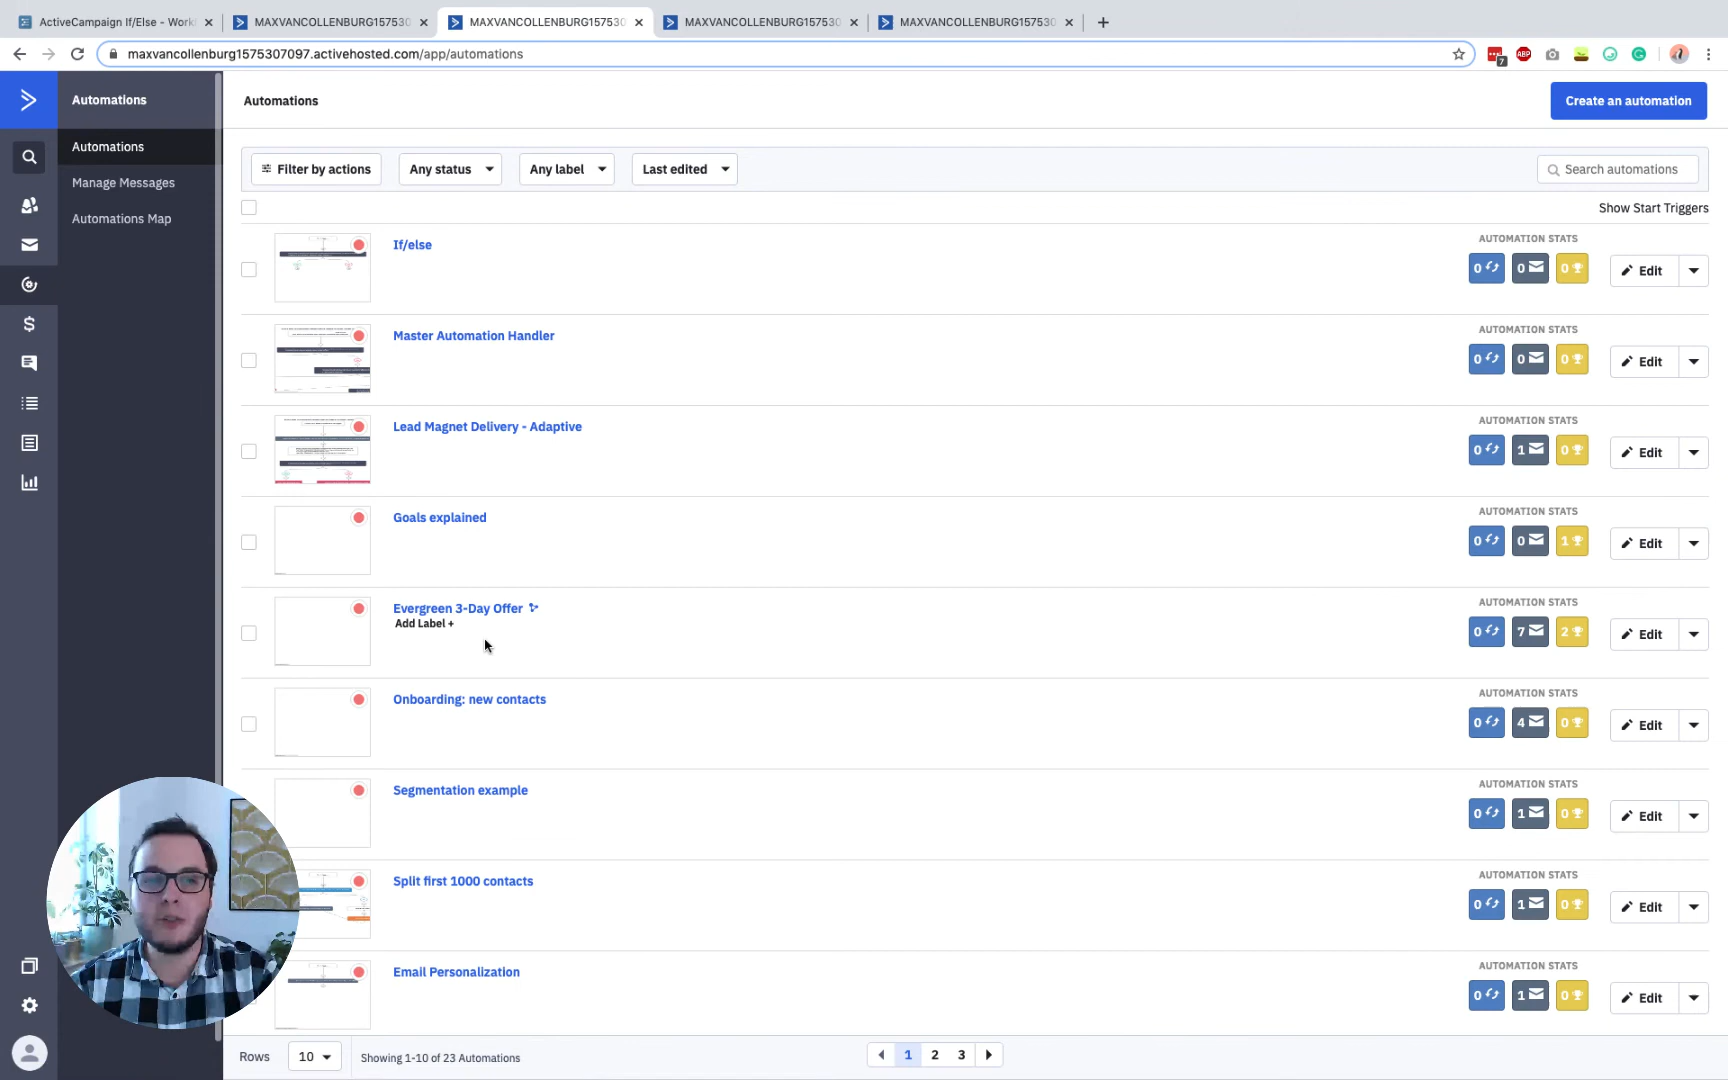 ActiveCampaign If/Else - Work
MAXVANCOLLENBURG157530
MAXVANCOLLENBURG157530
MAXVANCOLLENBURG157530
MAXVANCOLLENBURG157530
maxvancollenburg1575307097.activehosted.com/app/automations
7
ABP
Automations
Automations
Manage Messages
Automations Map
Automations
Create an automation
Filter by actions
Any status
Any label
Last edited
Search automations
Show Start Triggers
If/else
AUTOMATION STATS
0 0 0 Edit
Master Automation Handler
AUTOMATION STATS
0 0 0 Edit
Lead Magnet Delivery - Adaptive
AUTOMATION STATS
0 1 0 Edit
Goals explained
AUTOMATION STATS
0 0 1 Edit
Evergreen 3-Day Offer
Add Label +
AUTOMATION STATS
0 7 2 Edit
Onboarding: new contacts
AUTOMATION STATS
0 4 0 Edit
Segmentation example
AUTOMATION STATS
0 1 0 Edit
Split first 1000 contacts
AUTOMATION STATS
0 1 0 Edit
Email Personalization
AUTOMATION STATS
0 1 0 Edit
Rows 10 Showing 1-10 of 23 Automations 1 2 3